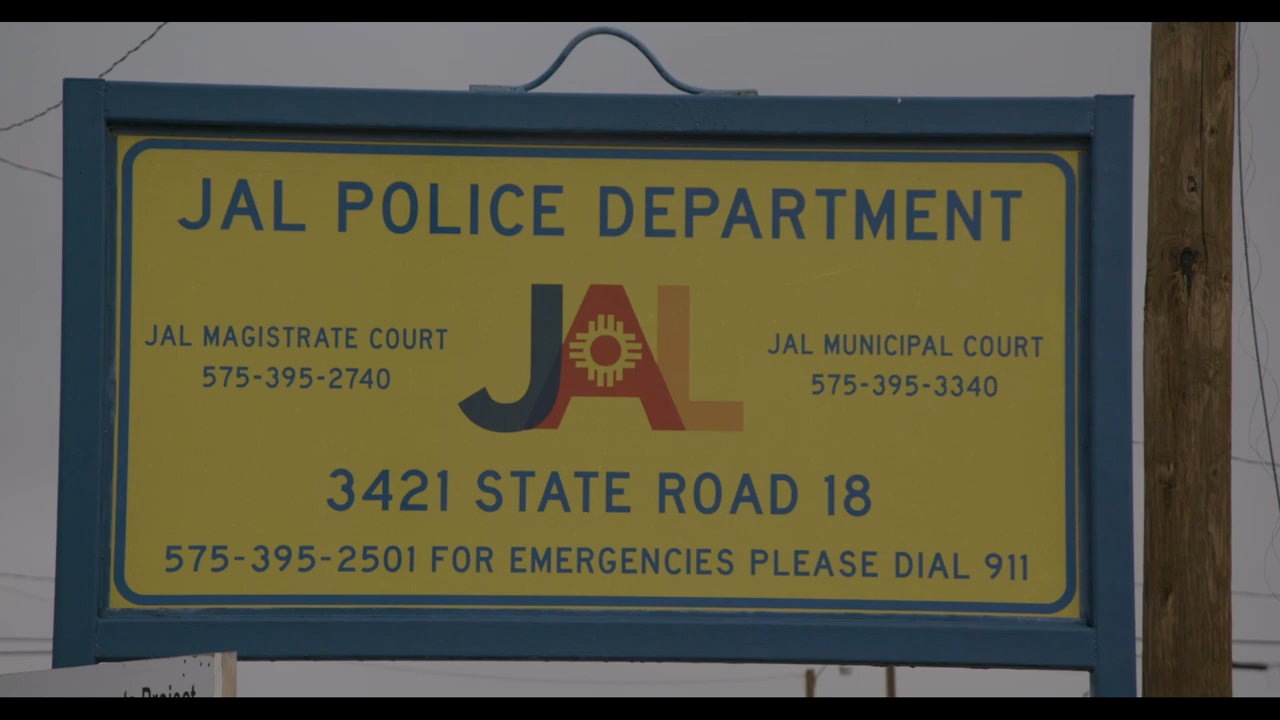 JAL POLICE DEPARTMENT
JAL
JAL MAGISTRATE COURT
575-395-2740
JAL MUNICIPAL COURT
575-395-3340
3421 STATE ROAD 18
575-395-2501 FOR EMERGENCIES PLEASE DIAL 911
Project